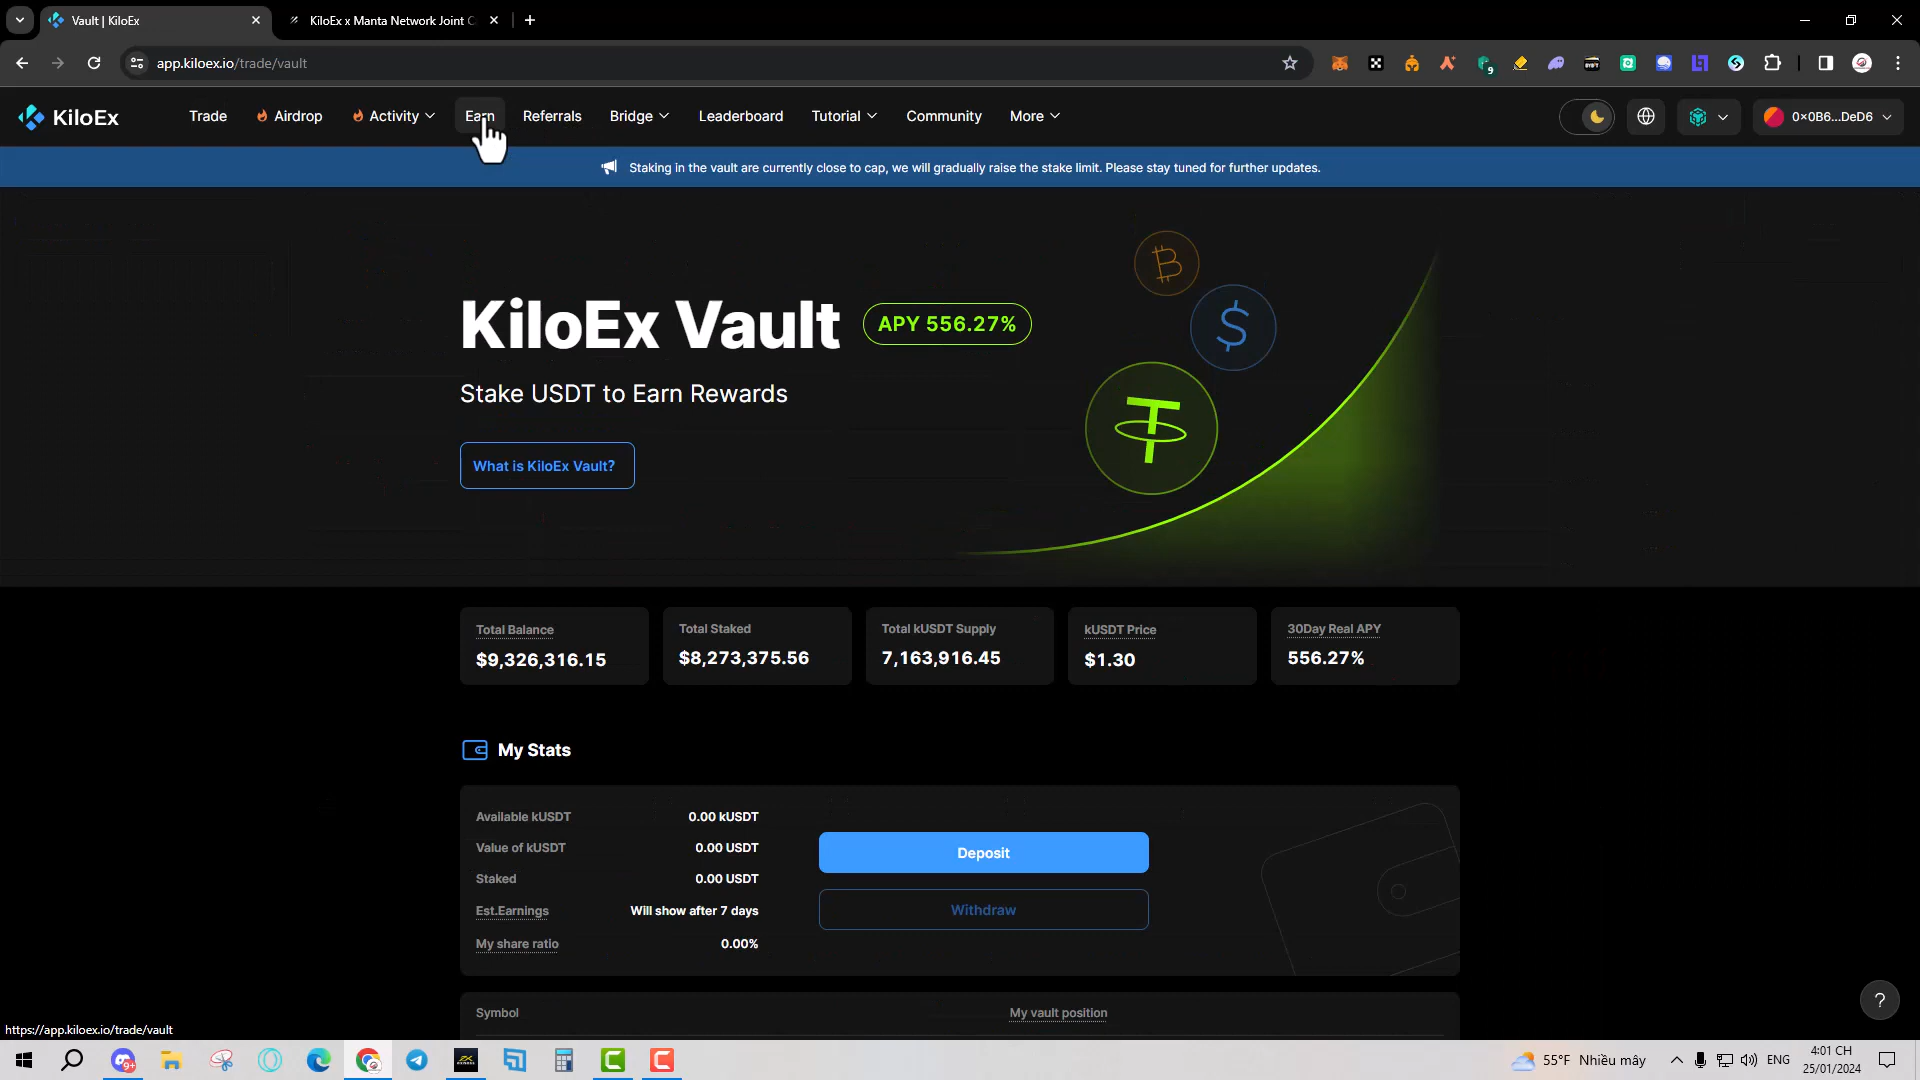 Vault | KiloEx
KiloEx x Manta Network Joint C
app.kiloex.io/trade/vault
9
KiloEx
Trade
Airdrop
Activity
Earn
Referrals
Bridge
Leaderboard
Tutorial
Community
More
0×0B6...DeD6
Staking in the vault are currently close to cap, we will gradually raise the stake limit. Please stay tuned for further updates.
KiloEx Vault
APY 556.27%
Stake USDT to Earn Rewards
What is KiloEx Vault?
Total Balance
$9,326,316.15
Total Staked
$8,273,375.56
Total kUSDT Supply
7,163,916.45
kUSDT Price
$1.30
30Day Real APY
556.27%
My Stats
Available kUSDT
0.00 kUSDT
Value of kUSDT
0.00 USDT
Staked
0.00 USDT
Est.Earnings
Will show after 7 days
My share ratio
0.00%
Deposit
Withdraw
Symbol
My vault position
?
https://app.kiloex.io/trade/vault
9+
55°F Nhiều mây
ENG
4:01 CH
25/01/2024